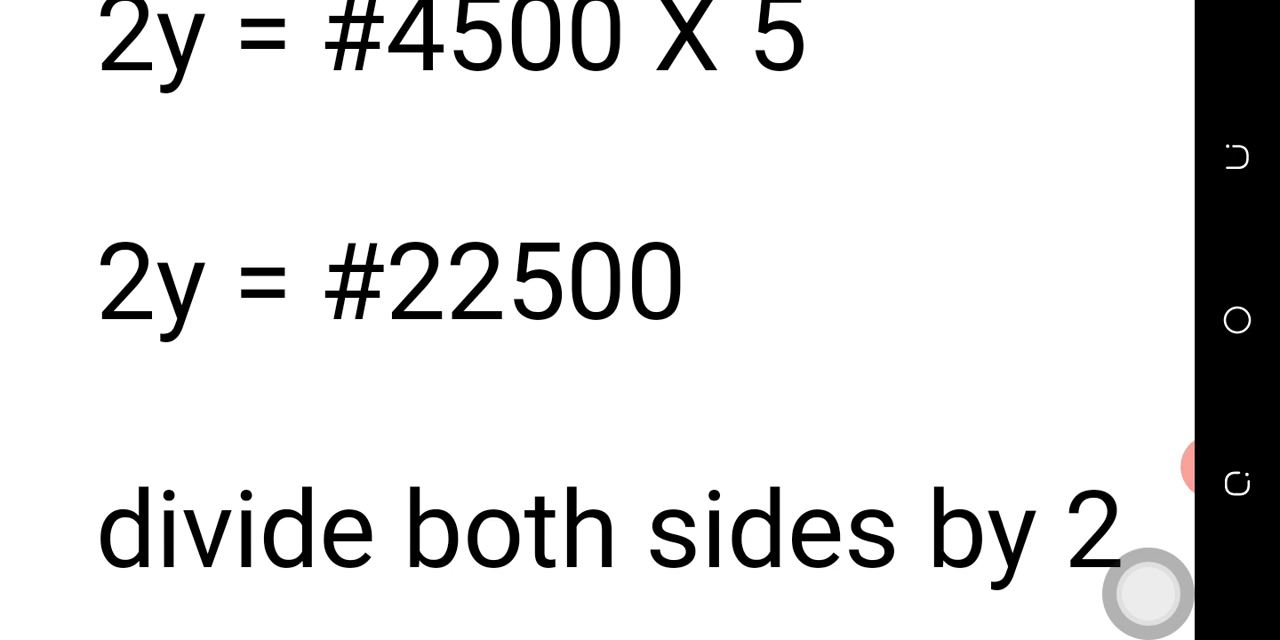 2y = #4500 X 5
2y = #22500
divide both sides by 2